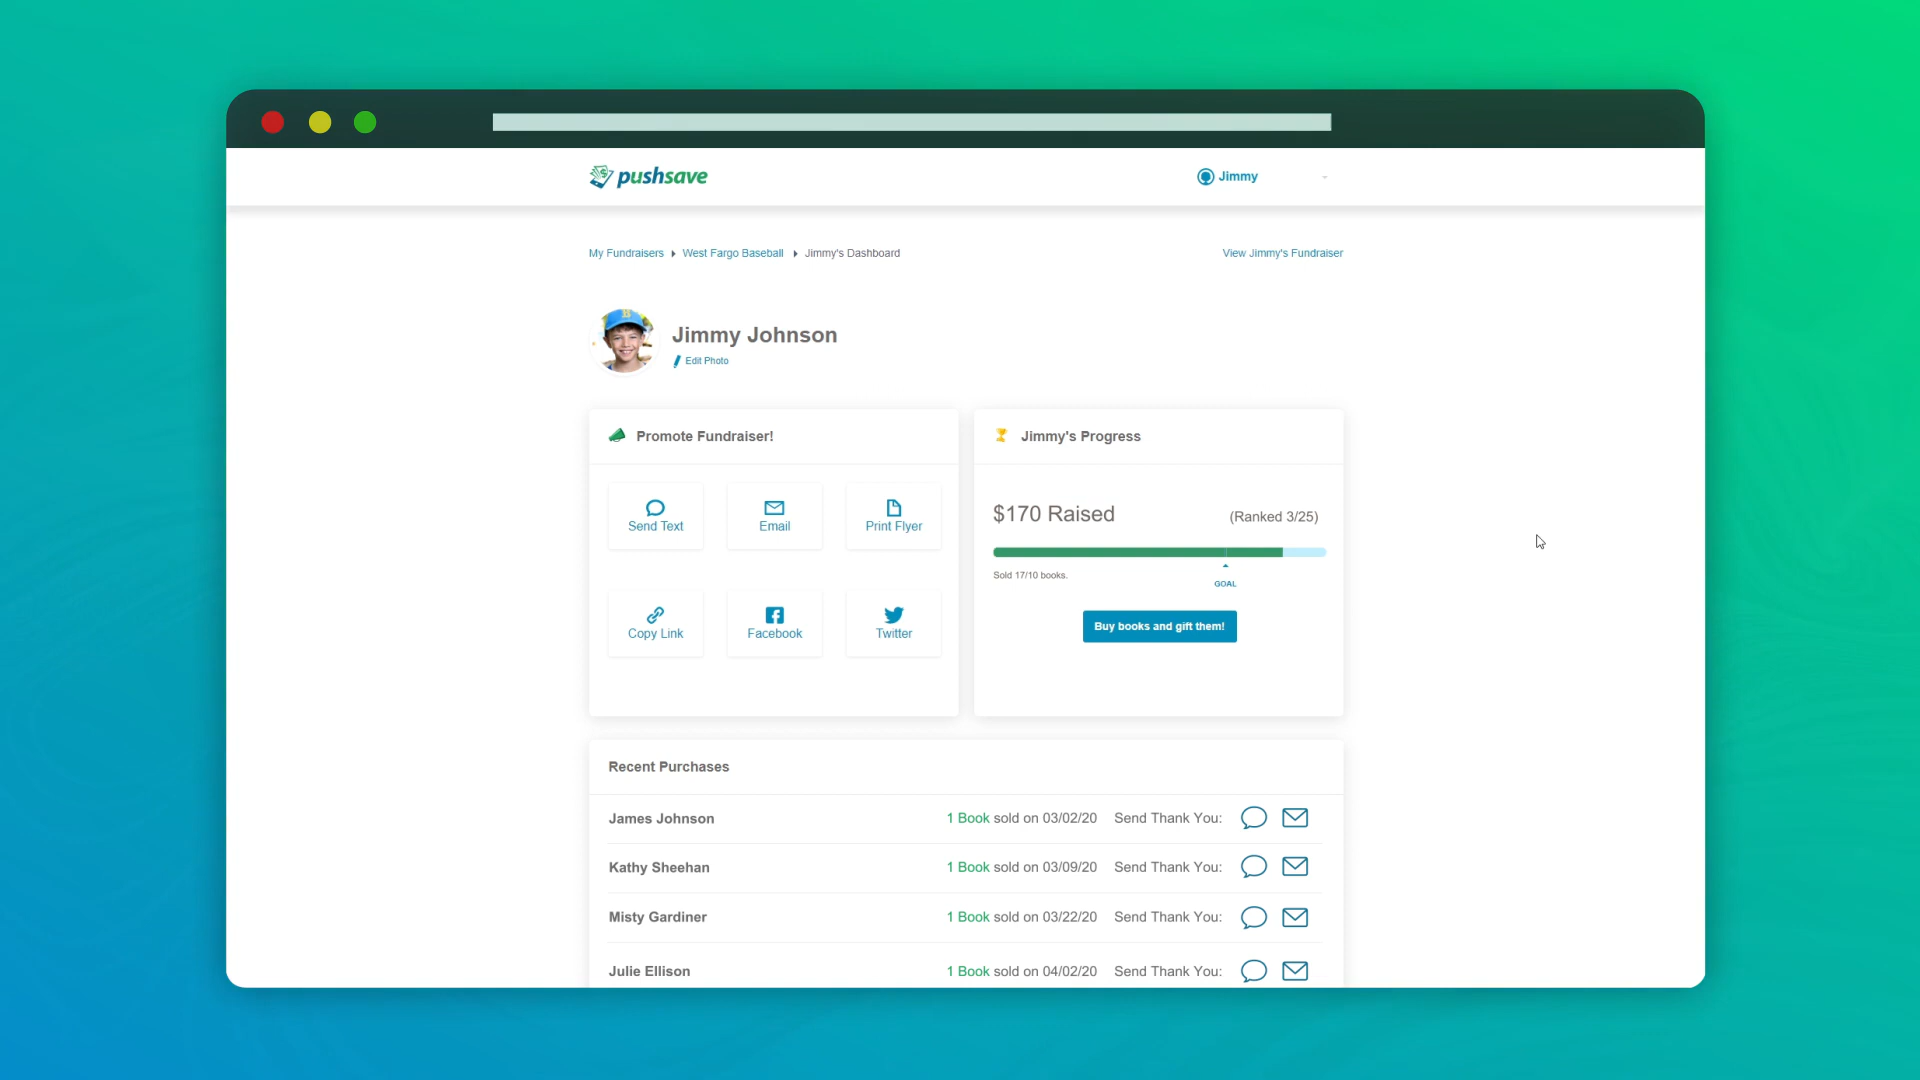 pushsave
Jimmy
My Fundraisers West Fargo Baseball Jimmy's Dashboard View Jimmy's Fundraiser
B
Jimmy Johnson
Edit Photo
Promote Fundraiser!
Send Text Email Print Flyer
Copy Link Facebook Twitter
Jimmy's Progress
$170 Raised (Ranked 3/25)
Sold 17/10 books. GOAL
Buy books and gift them!
Recent Purchases
James Johnson 1 Book sold on 03/02/20 Send Thank You:
Kathy Sheehan 1 Book sold on 03/09/20 Send Thank You:
Misty Gardiner 1 Book sold on 03/22/20 Send Thank You:
Julie Ellison 1 Book sold on 04/02/20 Send Thank You: